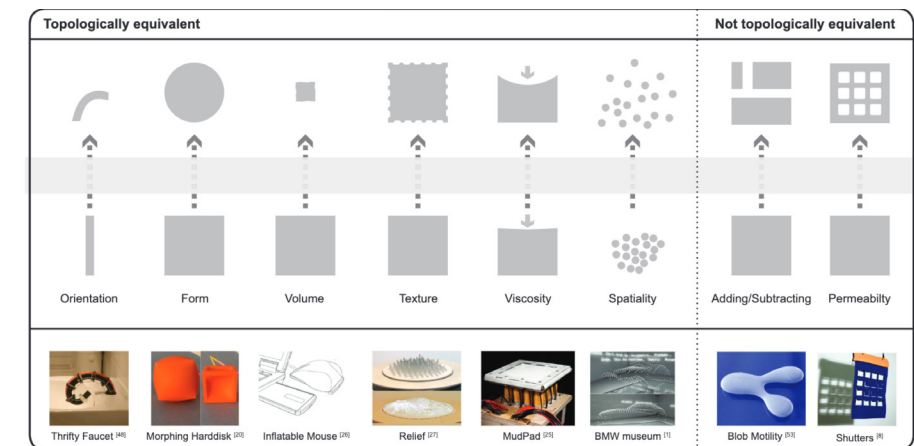 Topologically equivalent
Not topologically equivalent
Orientation
Form
Volume
Texture
Viscosity
Spatiality
Adding/Subtracting
Permeabilty
Thrifty Faucet [48]
Morphing Harddisk [20]
Inflatable Mouse [26]
Relief [27]
MudPad [25]
BMW museum [1]
Blob Motility [53]
Shutters [8]